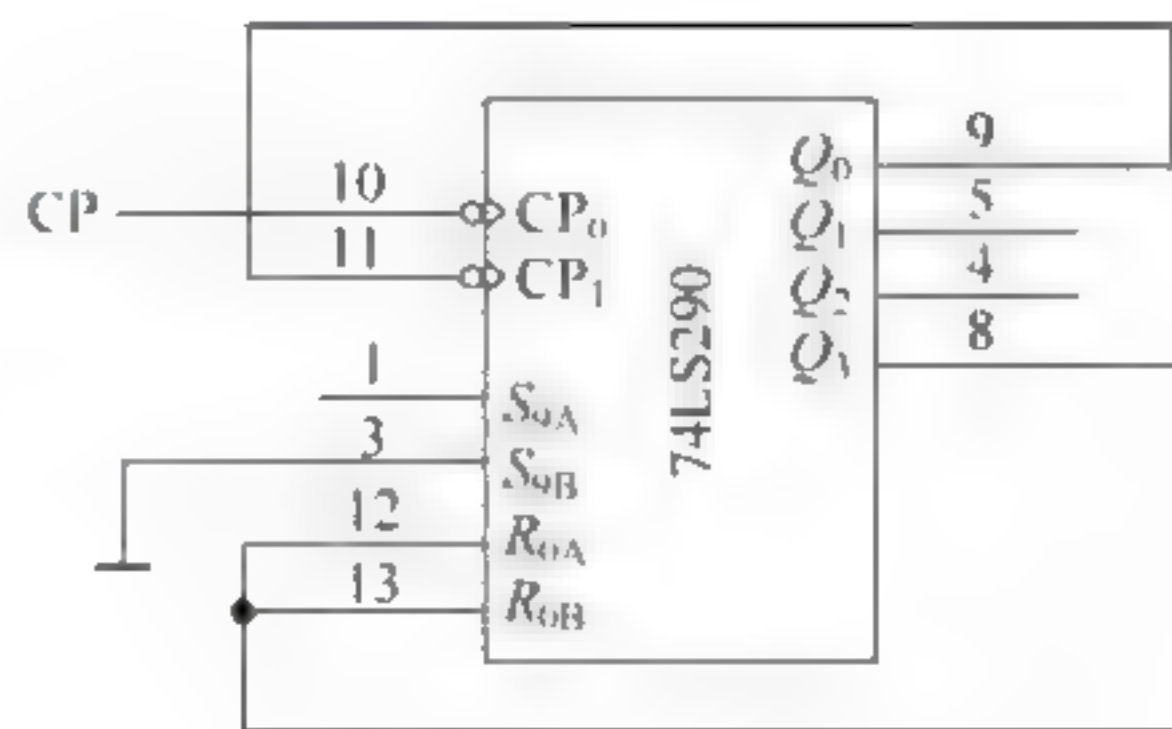 9
Q₀
10
CP
CP₀
5
Q₁
11
CP₁
4
Q₂
8
Q₃
74LS290
1
S₉A
3
S₉B
12
R₀A
13
R₀B